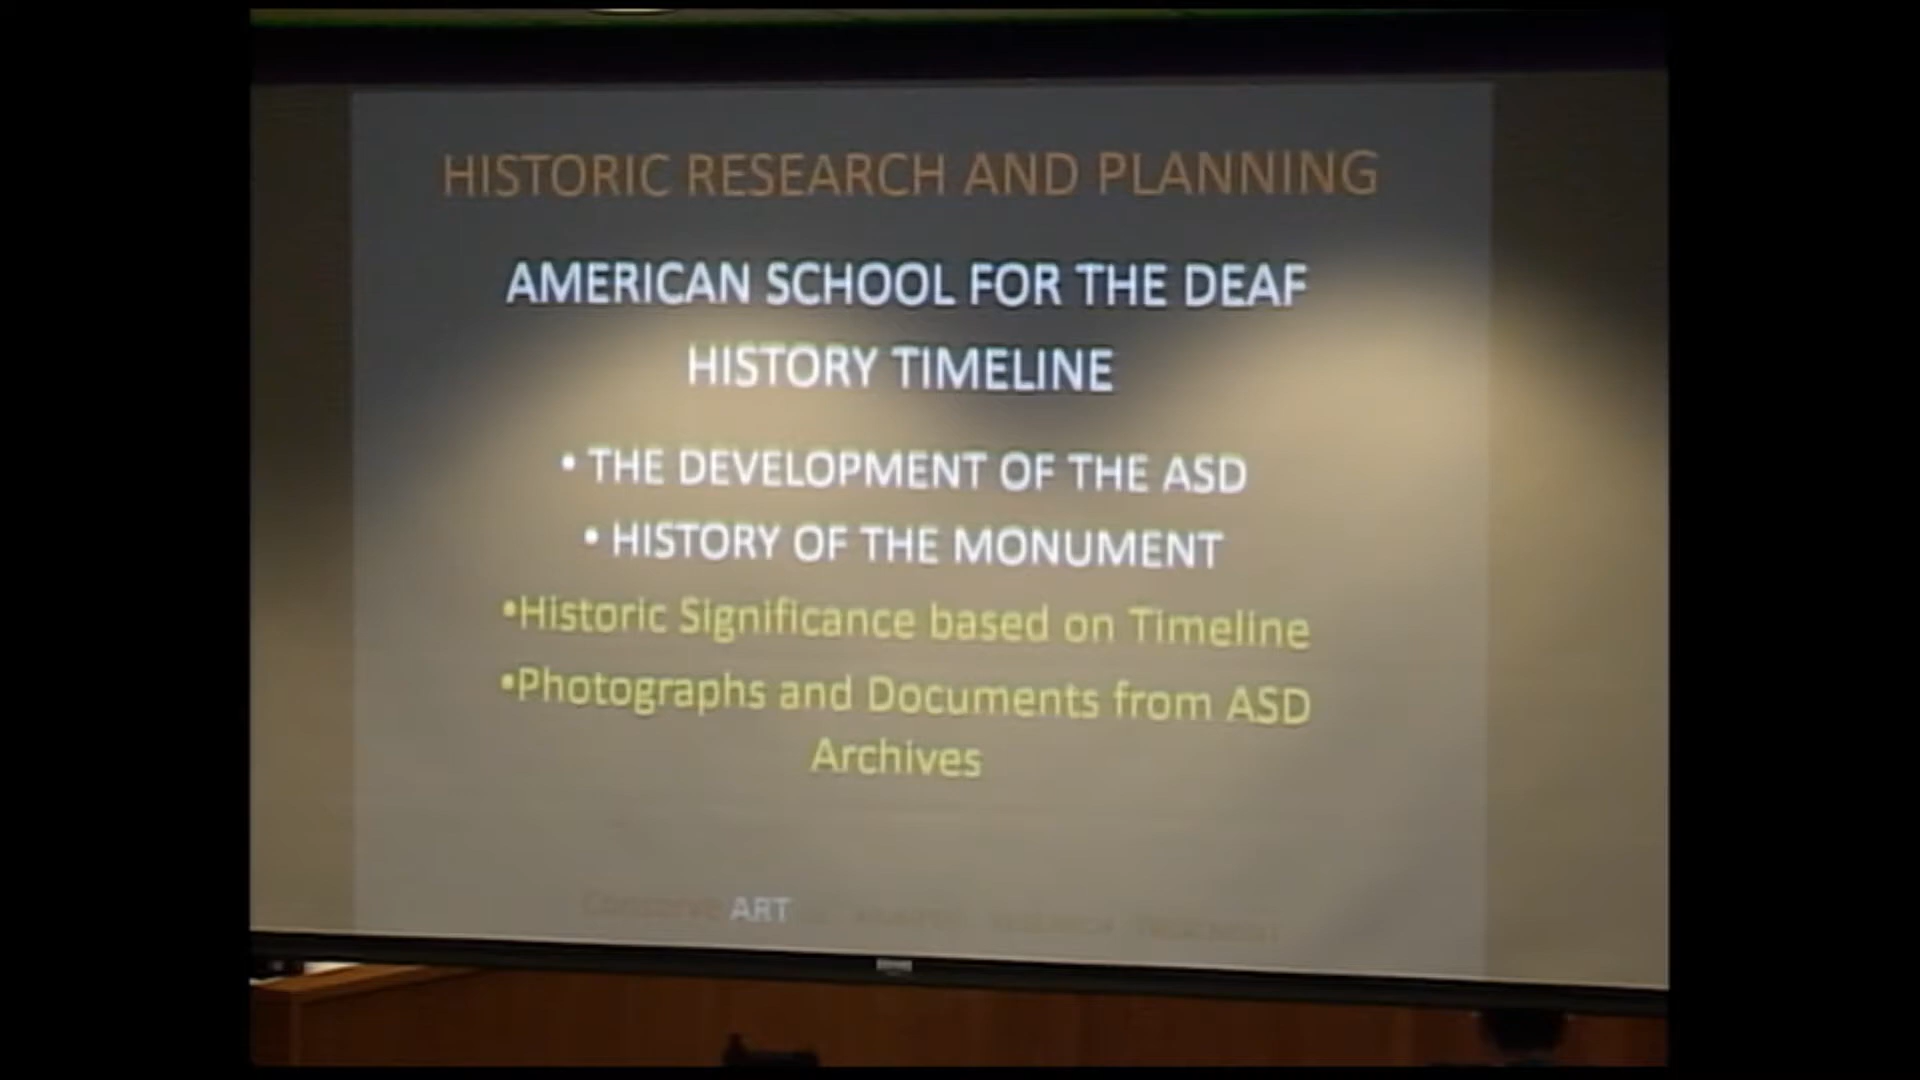 HISTORIC RESEARCH AND PLANNING
AMERICAN SCHOOL FOR THE DEAF
HISTORY TIMELINE
• THE DEVELOPMENT OF THE ASD
• HISTORY OF THE MONUMENT
•Historic Significance based on Timeline
•Photographs and Documents from ASD
Archives
Conserve ART